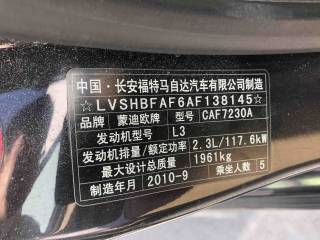 中国·长安福特马自达汽车有限公司制造
☆LVSHBFAF6AF138145☆
品牌 蒙迪欧牌 型号 CAF7230A
发动机型号 L3
发动机排量/额定功率 2.3L/117.6kW
最大设计总质量 1961kg
制造年月 2010-9 乘坐人数 5